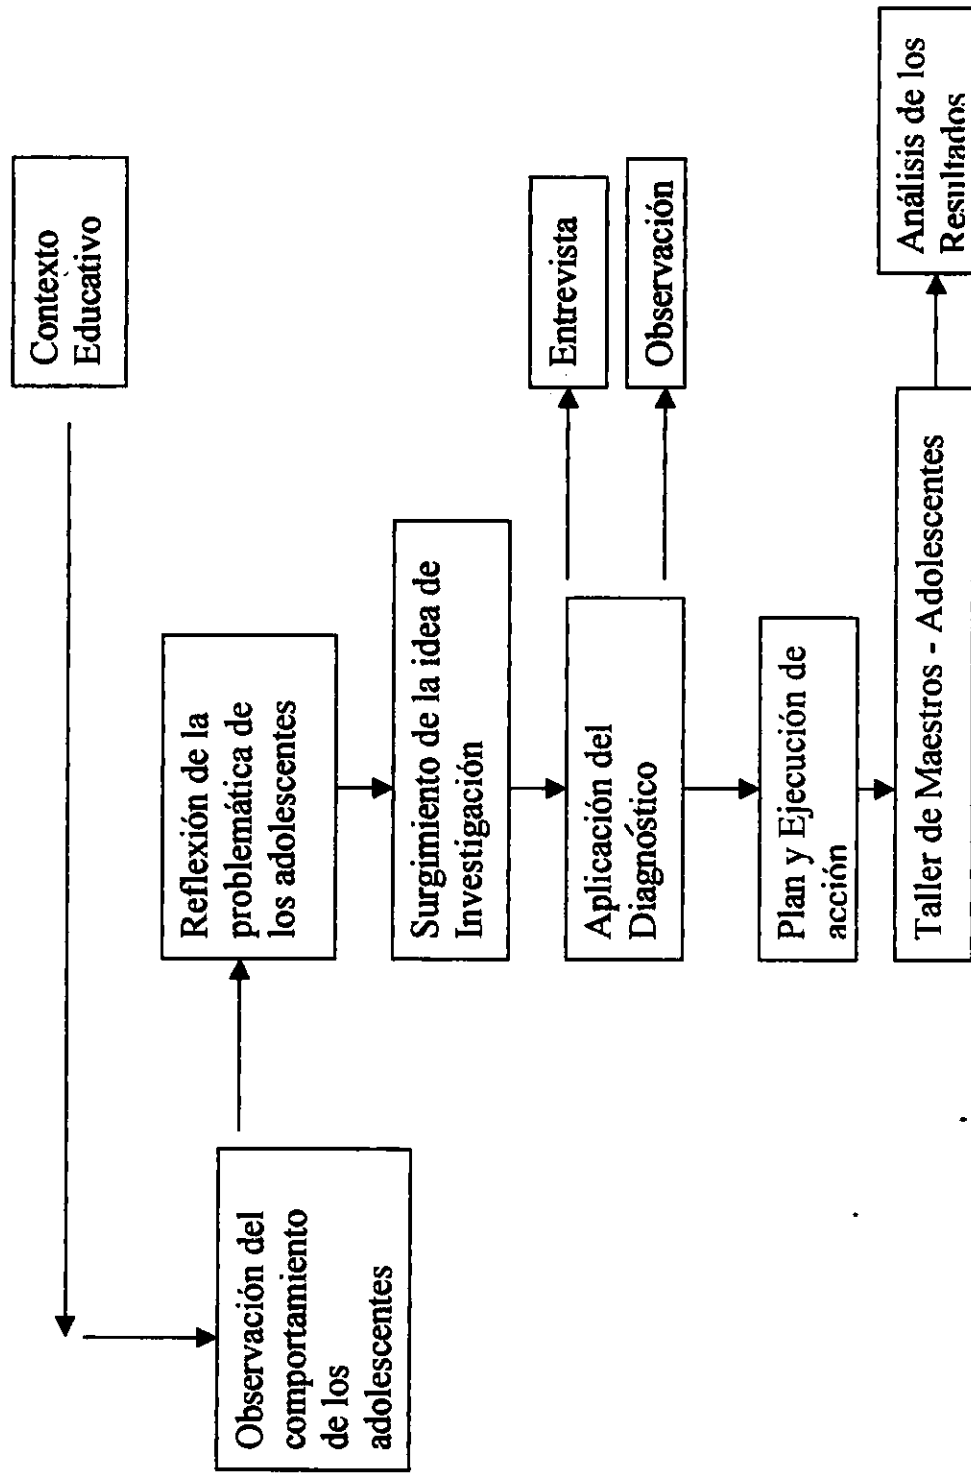 Contexto
Educativo
Observación del
comportamiento
de los
adolescentes
Reflexión de la
problemática de
los adolescentes
Surgimiento de la idea de
Investigación
Aplicación del
Diagnóstico
Entrevista
Observación
Plan y Ejecución de
acción
Taller de Maestros - Adolescentes
Análisis de los
Resultados